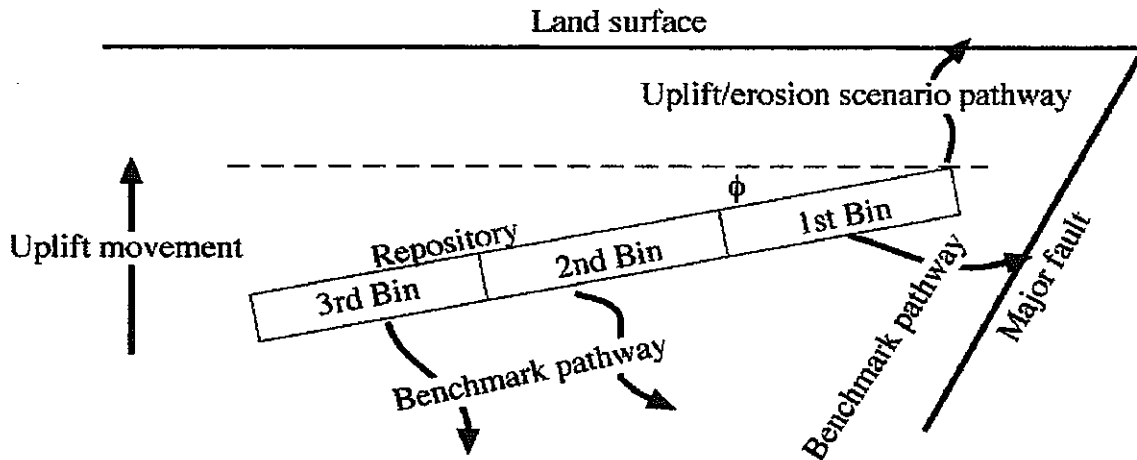 Land surface
Uplift/erosion scenario pathway
ϕ
1st Bin
Uplift movement
Repository
2nd Bin
3rd Bin
Major fault
Benchmark pathway
Benchmark pathway